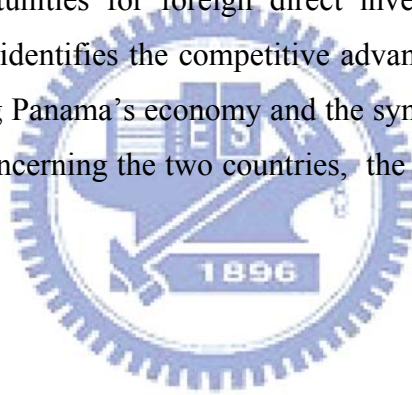 tunities for foreign direct inve
identifies the competitive advan
g Panama's economy and the syn
ncerning the two countries, the
E S
1896